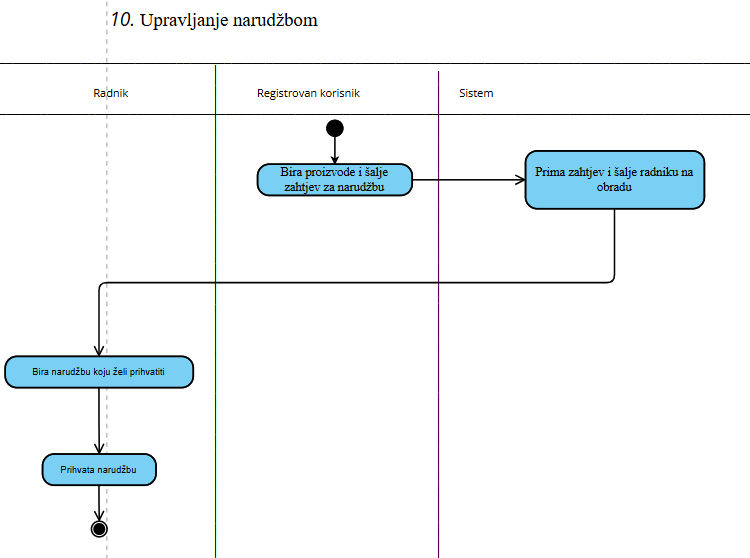 10. Upravljanje narudžbom
Radnik
Registrovan korisnik
Sistem
Bira proizvode i šalje
zahtjev za narudžbu
Prima zahtjev i šalje radniku na
obradu
Bira narudžbu koju želi prihvatiti
Prihvata narudžbu